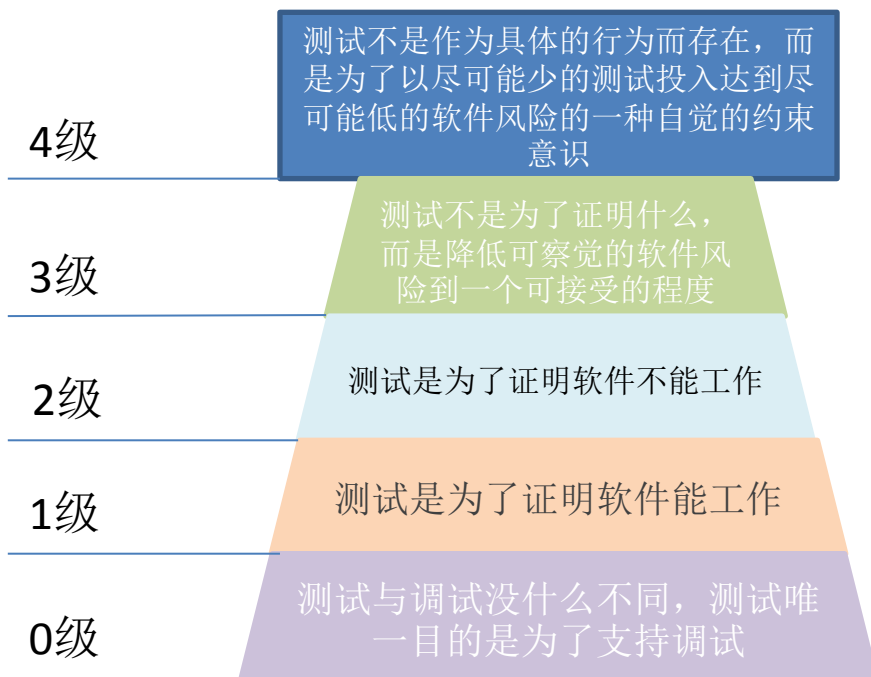 测试不是作为具体的行为而存在，而
是为了以尽可能少的测试投入达到尽
可能低的软件风险的一种自觉的约束
意识
4级
测试不是为了证明什么，
而是降低可察觉的软件风
险到一个可接受的程度
3级
测试是为了证明软件不能工作
2级
测试是为了证明软件能工作
1级
测试与调试没什么不同，测试唯
一目的是为了支持调试
0级